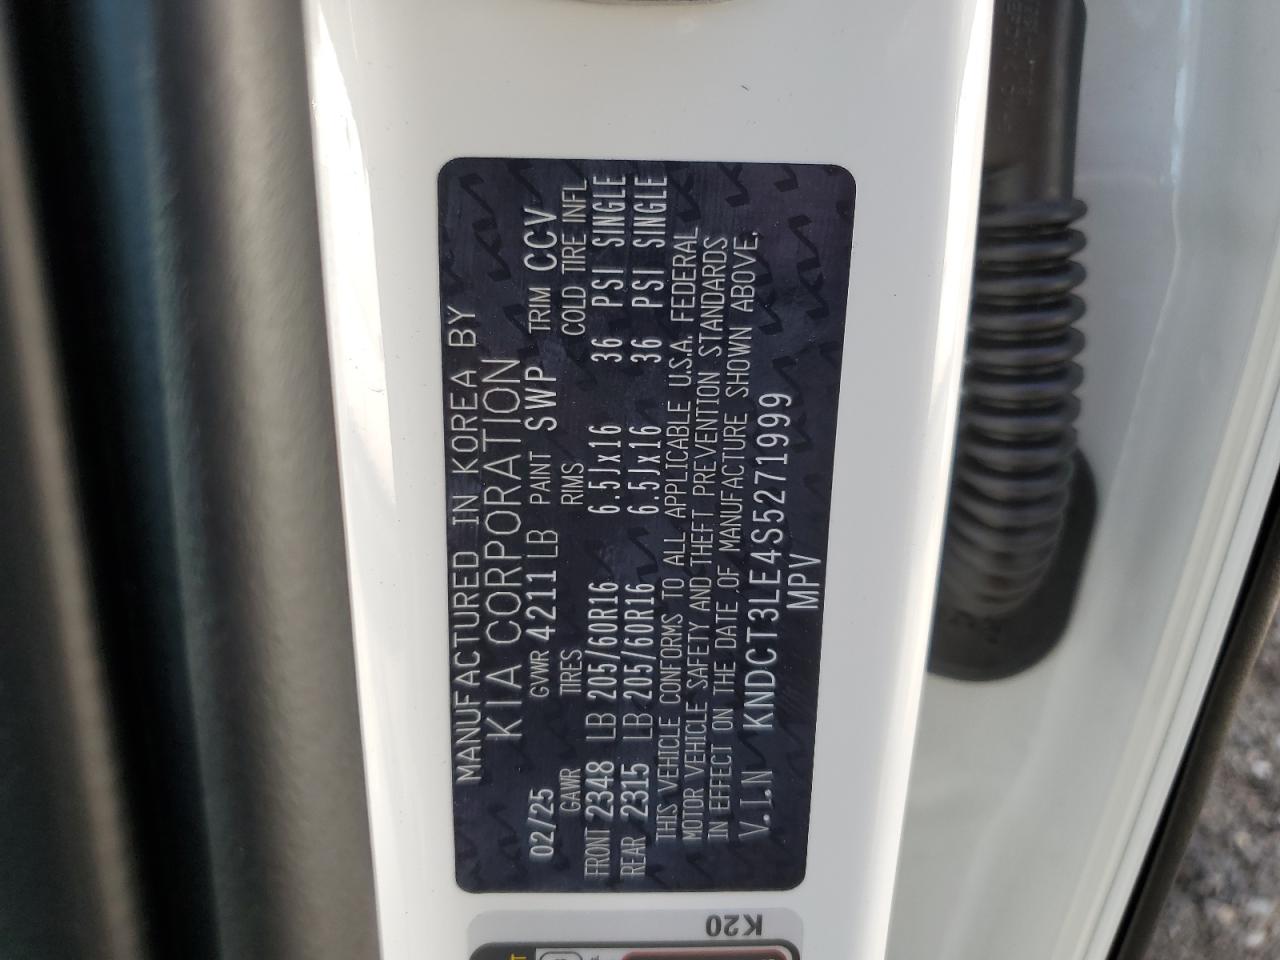 MANUFACTURED IN KOREA BY
KIA CORPORATION
02/25 GVWR 4211LB PAINT SWP TRIM CCV
GAWR TIRES RIMS COLD TIRE INFL
FRONT 2348 LB 205/60R16 6.5Jx16 36 PSI SINGLE
REAR 2315 LB 205/60R16 6.5Jx16 36 PSI SINGLE
THIS VEHICLE CONFORMS TO ALL APPLICABLE U.S.A. FEDERAL
MOTOR VEHICLE SAFETY AND THEFT PREVENTION STANDARDS
IN EFFECT ON THE DATE OF MANUFACTURE SHOWN ABOVE.
V.I.N KNDCT3LE4S5271999
MPV
K20